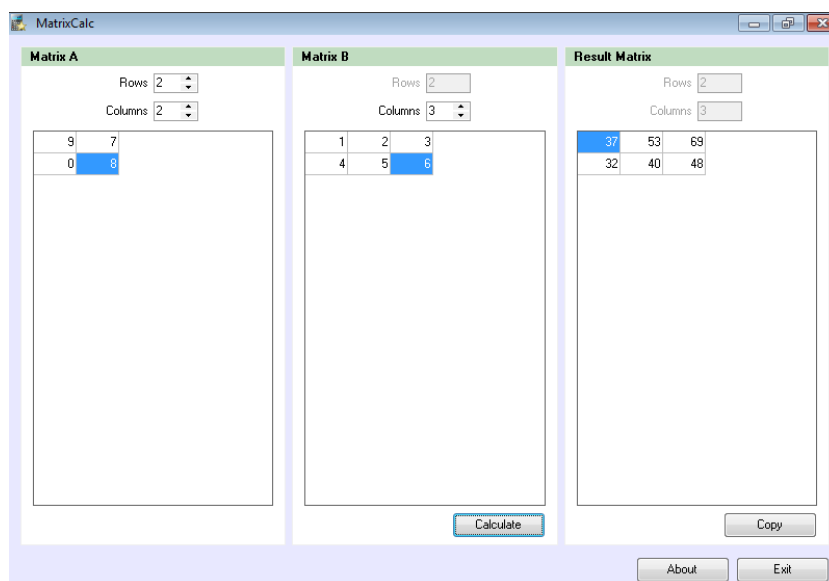 MatrixCalc
Matrix A
Rows 2
Columns 2
9 7
0 8
Matrix B
Rows 2
Columns 3
1 2 3
4 5 6
Calculate
Result Matrix
Rows 2
Columns 3
37 53 69
32 40 48
Copy
About Exit